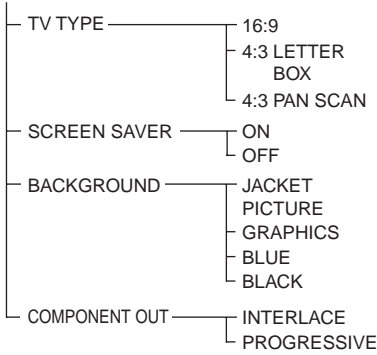 TV TYPE 16:9
4:3 LETTER
BOX
4:3 PAN SCAN
SCREEN SAVER ON
OFF
BACKGROUND JACKET
PICTURE
GRAPHICS
BLUE
BLACK
COMPONENT OUT INTERLACE
PROGRESSIVE